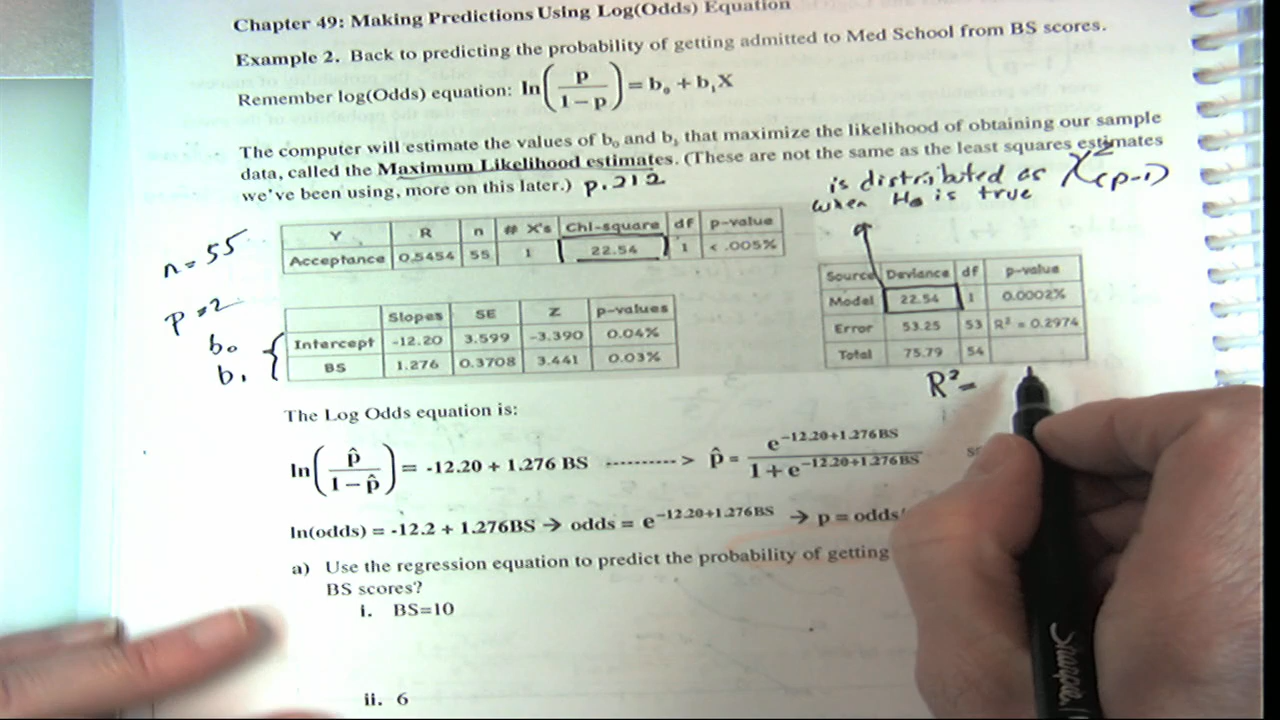 Chapter 49: Making Predictions Using Log(Odds) Equation
Example 2. Back to predicting the probability of getting admitted to Med School from BS scores.
Remember log(Odds) equation: ln(p/(1–p)) = b₀ + b₁X
The computer will estimate the values of b₀ and b₁ that maximize the likelihood of obtaining our sample
data, called the Maximum Likelihood estimates. (These are not the same as the least squares estimates
we've been using, more on this later.) p.212
is distributed as χ²(p-1)
when H₀ is true
n=55
p=2
b₀
b₁
Y R n # X's Chi-square df p-value
Acceptance 0.5454 55 1 22.54 1 < .005%
Slopes SE Z p-values
Intercept -12.20 3.599 -3.390 0.04%
BS 1.276 0.3708 3.441 0.03%
Source Deviance df p-value
Model 22.54 1 0.0002%
Error 53.25 53 R² = 0.2974
Total 75.79 54
R² =
The Log Odds equation is:
ln(p̂/(1–p̂)) = -12.20 + 1.276 BS ----------> p̂ = e^(–12.20+1.276BS)/(1+e^(–12.20+1.276BS))
ln(odds) = -12.2 + 1.276BS → odds = e^(–12.20+1.276BS) → p = odds/
a) Use the regression equation to predict the probability of getting
BS scores?
i. BS=10
ii. 6
Sharpie